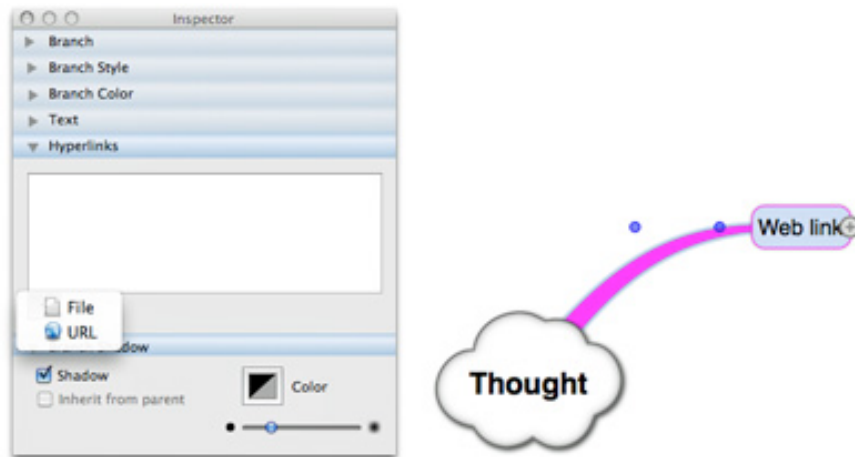 Inspector
Branch
Branch Style
Branch Color
Text
Hyperlinks
File
URL
Shadow
Inherit from parent
Color
Web link
Thought